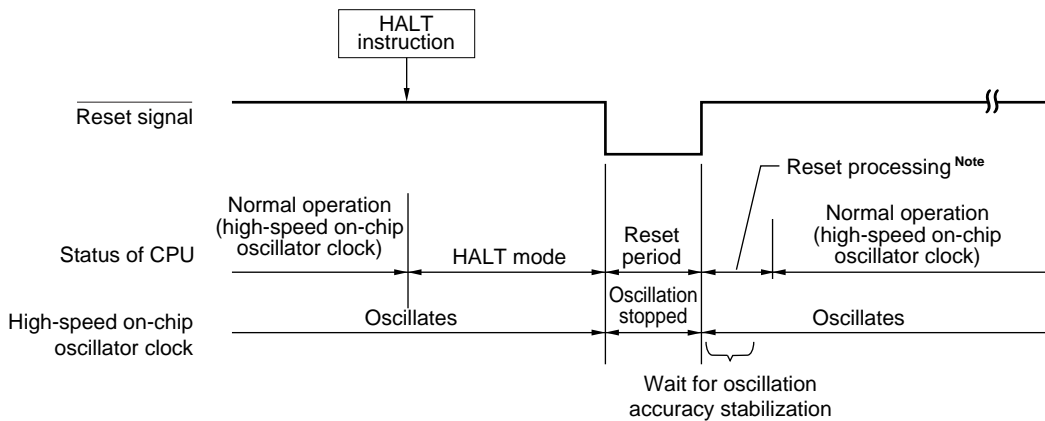 HALT
instruction
Reset signal
Reset processing Note
Status of CPU
Normal operation
(high-speed on-chip
oscillator clock)
HALT mode
Reset
period
Normal operation
(high-speed on-chip
oscillator clock)
High-speed on-chip
oscillator clock
Oscillates
Oscillation
stopped
Oscillates
Wait for oscillation
accuracy stabilization